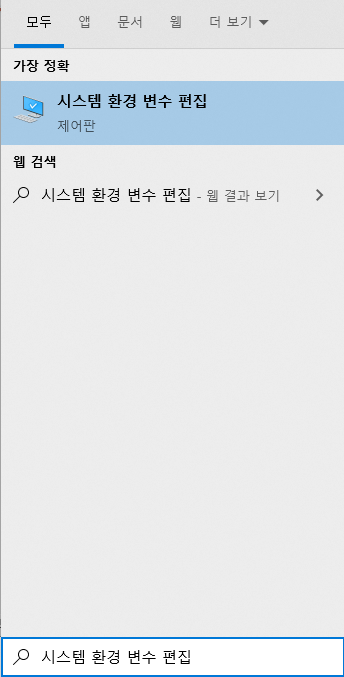 모두 앱 문서 웹 더 보기
가장 정확
시스템 환경 변수 편집
제어판
웹 검색
시스템 환경 변수 편집 - 웹 결과 보기
시스템 환경 변수 편집